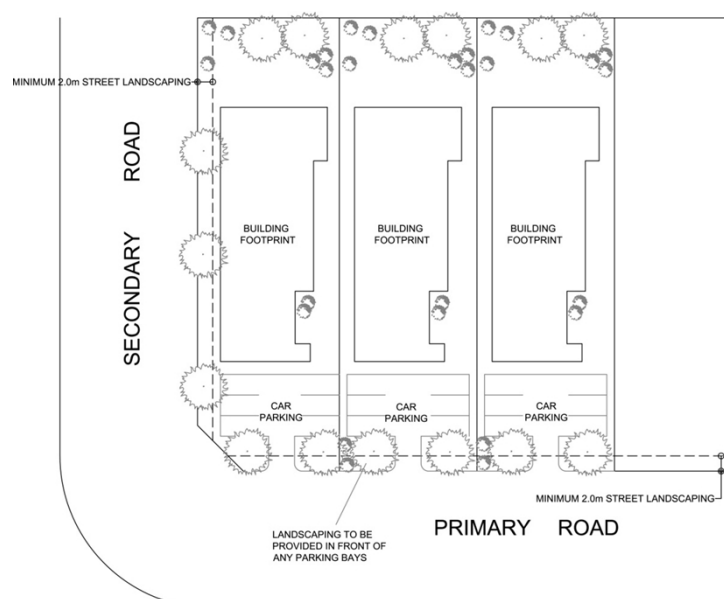 MINIMUM 2.0m STREET LANDSCAPING
SECONDARY ROAD
BUILDING
FOOTPRINT
BUILDING
FOOTPRINT
BUILDING
FOOTPRINT
CAR
PARKING
CAR
PARKING
CAR
PARKING
MINIMUM 2.0m STREET LANDSCAPING
PRIMARY ROAD
LANDSCAPING TO BE
PROVIDED IN FRONT OF
ANY PARKING BAYS